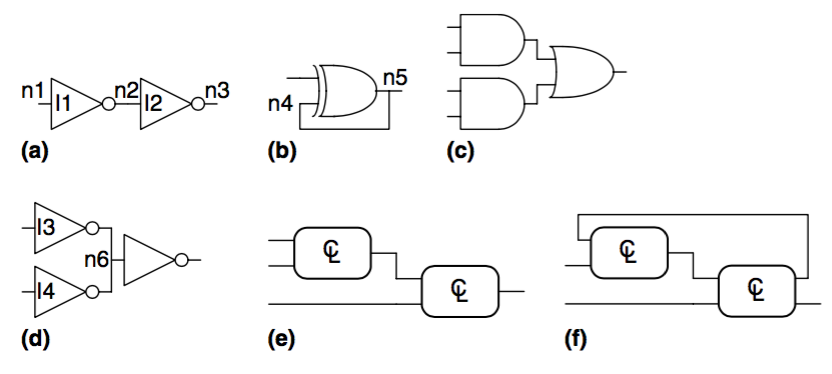 n1 I1 n2 I2 n3
(a)
n4 n5
(b)
(c)
I3
I4
n6
(d)
CL
CL
(e)
CL
CL
(f)